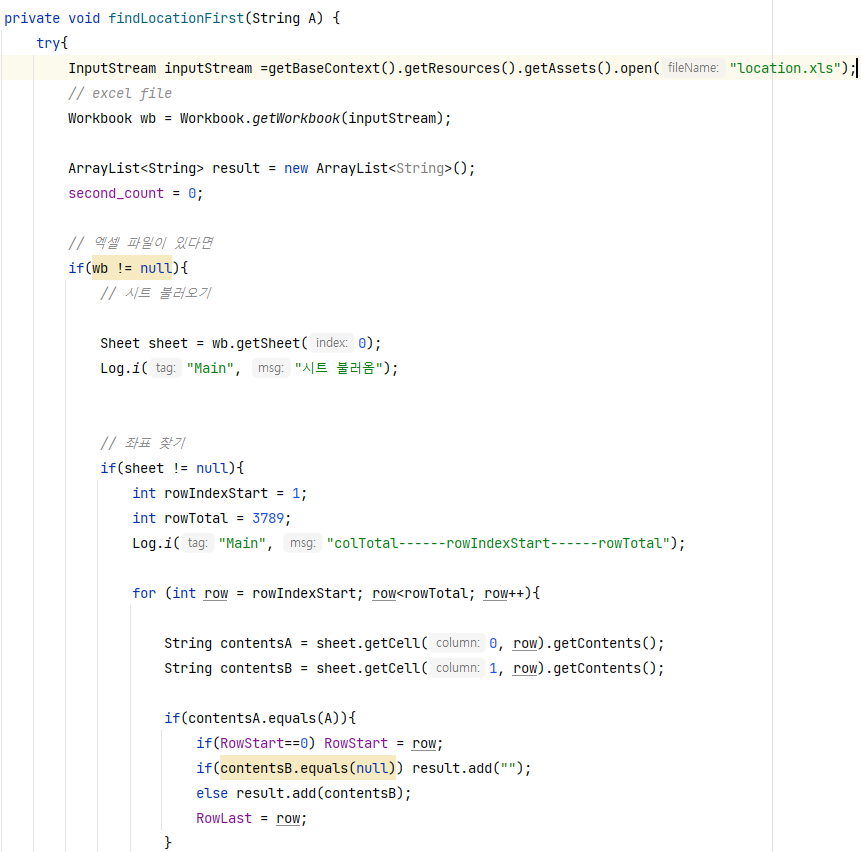 private void findLocationFirst(String A) {
try{
InputStream inputStream =getBaseContext().getResources().getAssets().open( fileName: "location.xls");
// excel file
Workbook wb = Workbook.getWorkbook(inputStream);
ArrayList<String> result = new ArrayList<String>();
second_count = 0;
// 엑셀 파일이 있다면
if(wb != null){
// 시트 불러오기
Sheet sheet = wb.getSheet( index: 0);
Log.i( tag: "Main", msg: "시트 불러옴");
// 좌표 찾기
if(sheet != null){
int rowIndexStart = 1;
int rowTotal = 3789;
Log.i( tag: "Main", msg: "colTotal------rowIndexStart------rowTotal");
for (int row = rowIndexStart; row<rowTotal; row++){
String contentsA = sheet.getCell( column: 0, row).getContents();
String contentsB = sheet.getCell( column: 1, row).getContents();
if(contentsA.equals(A)){
if(RowStart==0) RowStart = row;
if(contentsB.equals(null)) result.add("");
else result.add(contentsB);
RowLast = row;
}